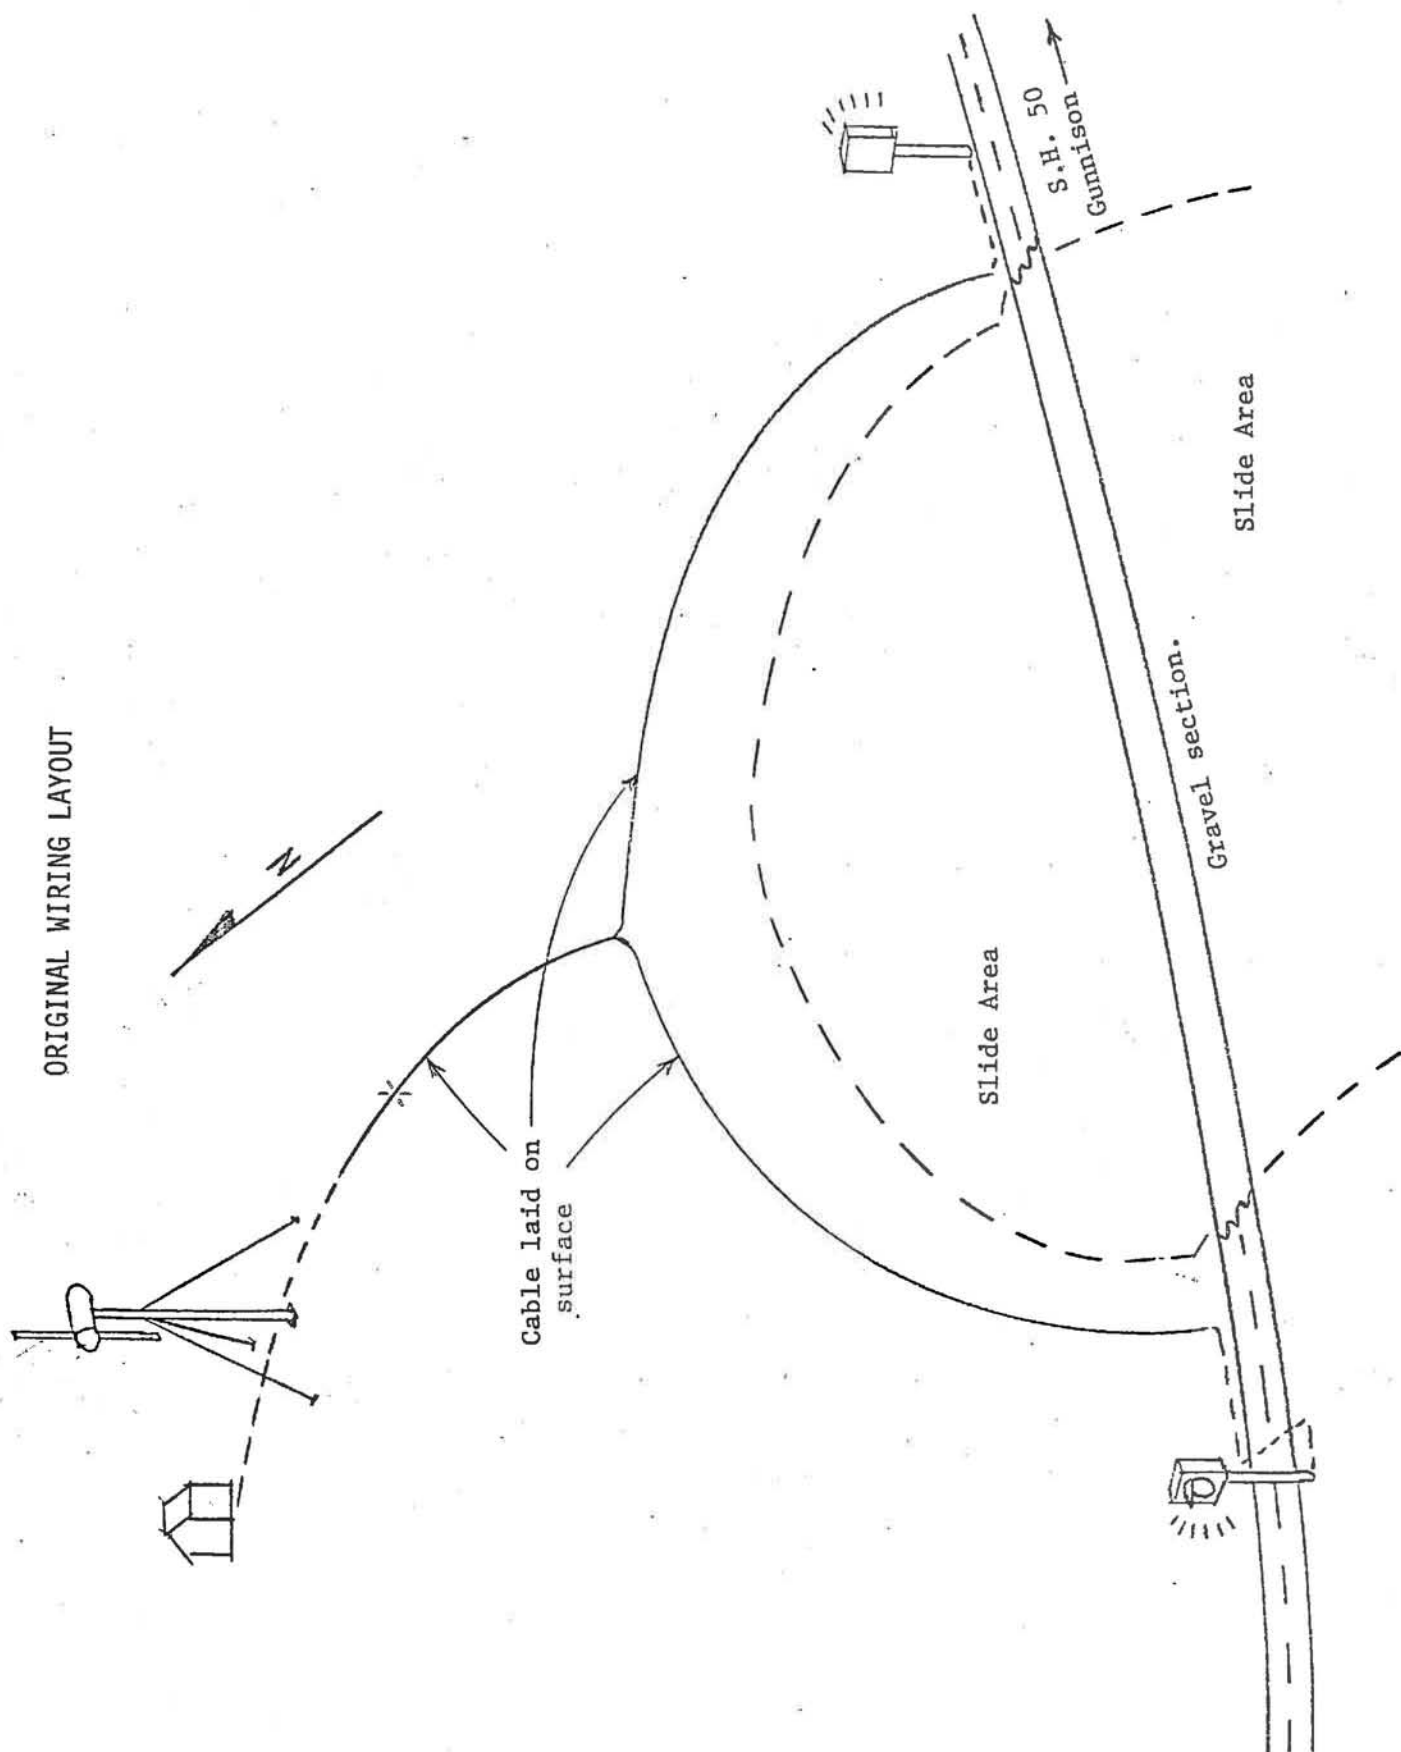 ORIGINAL WIRING LAYOUT
N
Cable laid on
surface
Slide Area
Slide Area
Gravel section.
S.H. 50
Gunnison